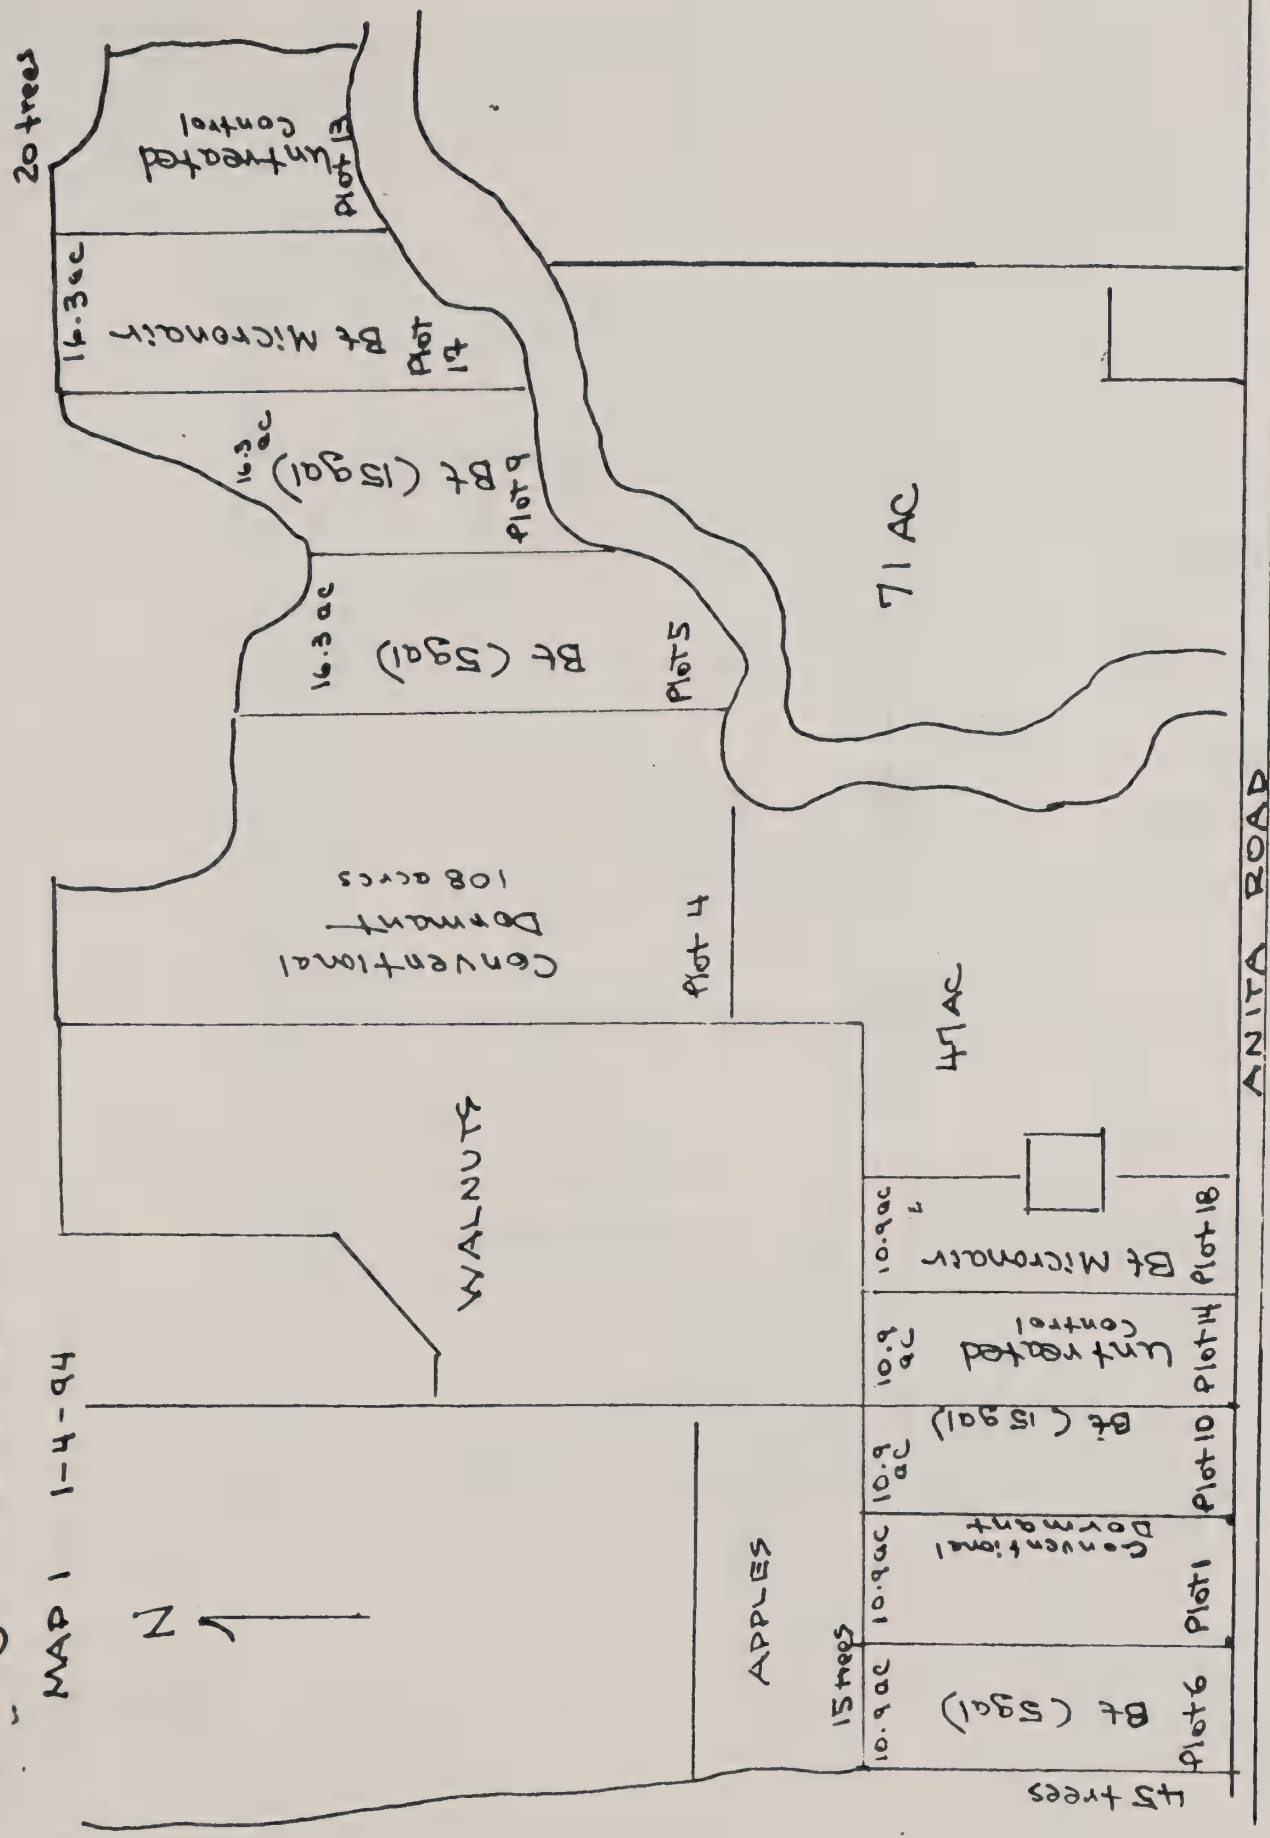 MAP 1 1-4-94
N
20 trees
Untreated
Control
Plot 13
16.3 ac
Bt Micronair
Plot
17
16.3
ac
Bt (15 gal)
Plot 9
16.3 ac
Bt (5gal)
Plot 5
Conventional
Dormant
108 acres
Plot 4
WALNUTS
APPLES
71 AC
47 AC
15 trees
45 trees
10.9 ac
Bt (5gal)
Plot 6
10.9 ac
Conventional
Dormant
Plot 1
10.9
ac
Bt (15 gal)
Plot 10
10.9
ac
Untreated
Control
Plot 14
10.9 ac
Bt Micronair
Plot 18
ANITA ROAD